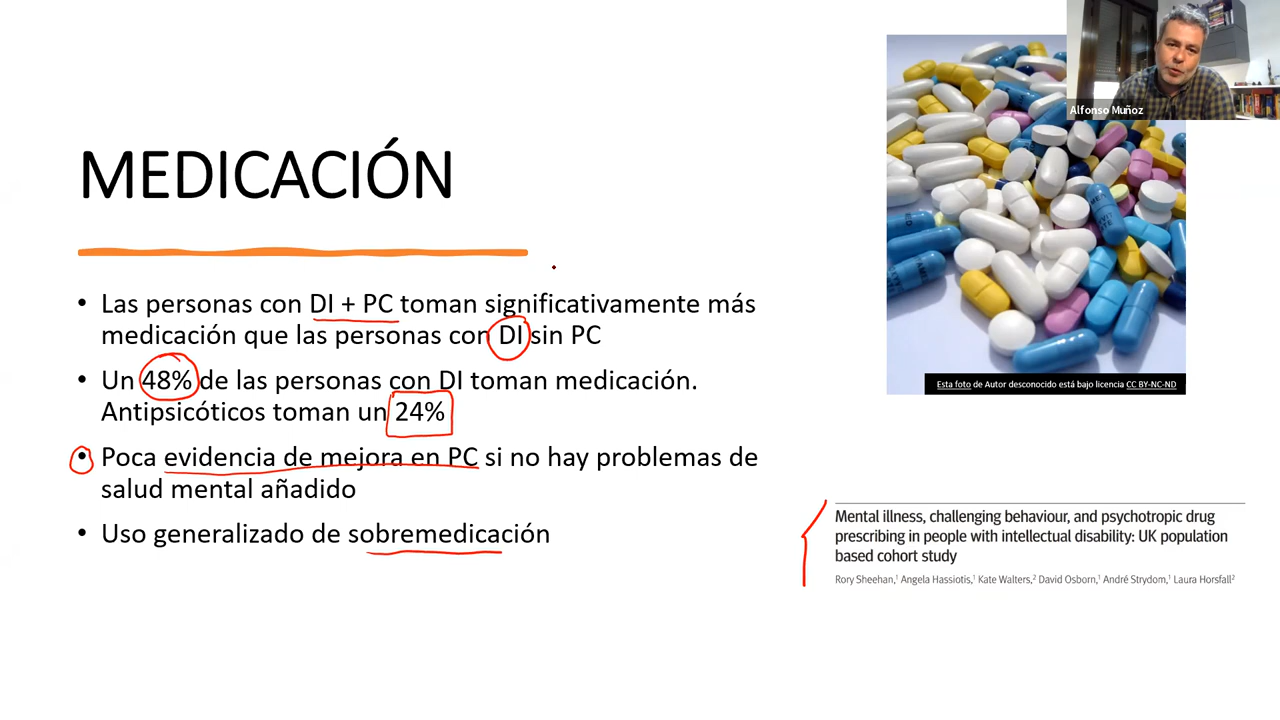 Alfonso Muñoz
MEDICACIÓN
• Las personas con DI + PC toman significativamente más
medicación que las personas con DI sin PC
• Un 48% de las personas con DI toman medicación.
Antipsicóticos toman un 24%
• Poca evidencia de mejora en PC si no hay problemas de
salud mental añadido
• Uso generalizado de sobremedicación
Esta foto de Autor desconocido está bajo licencia CC BY-NC-ND
Mental illness, challenging behaviour, and psychotropic drug
prescribing in people with intellectual disability: UK population
based cohort study
Rory Sheehan,¹ Angela Hassiotis,¹ Kate Walters,² David Osborn,¹ André Strydom,¹ Laura Horsfall²